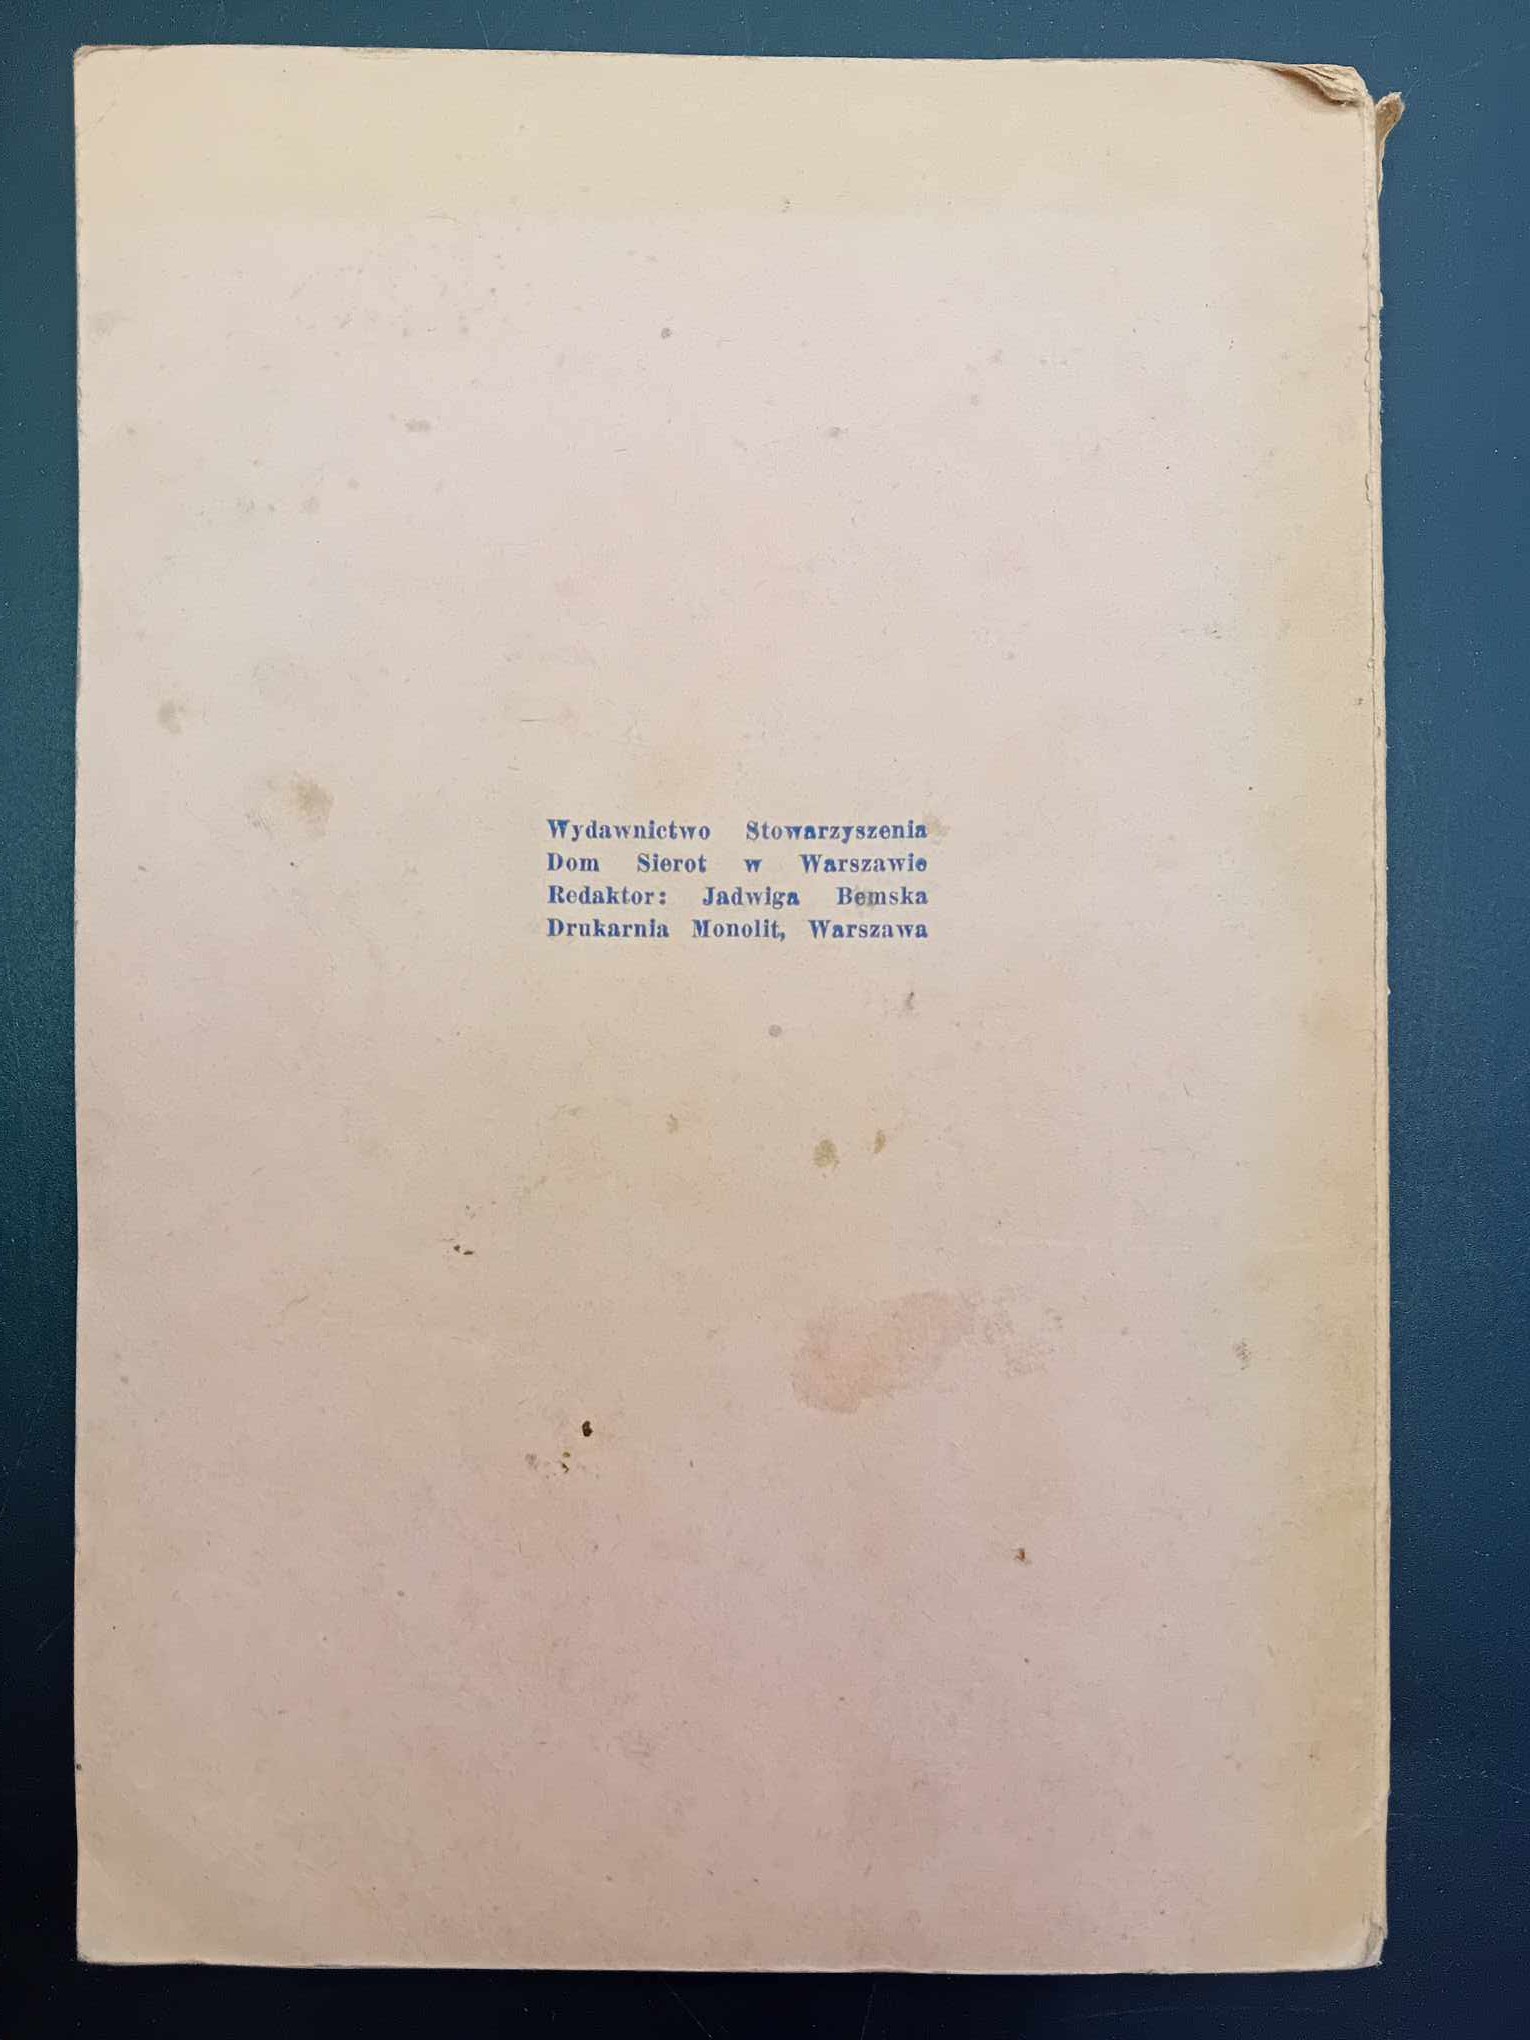 Wydawnictwo Stowarzyszenia
Dom Sierot w Warszawie
Redaktor: Jadwiga Bemska
Drukarnia Monolit, Warszawa